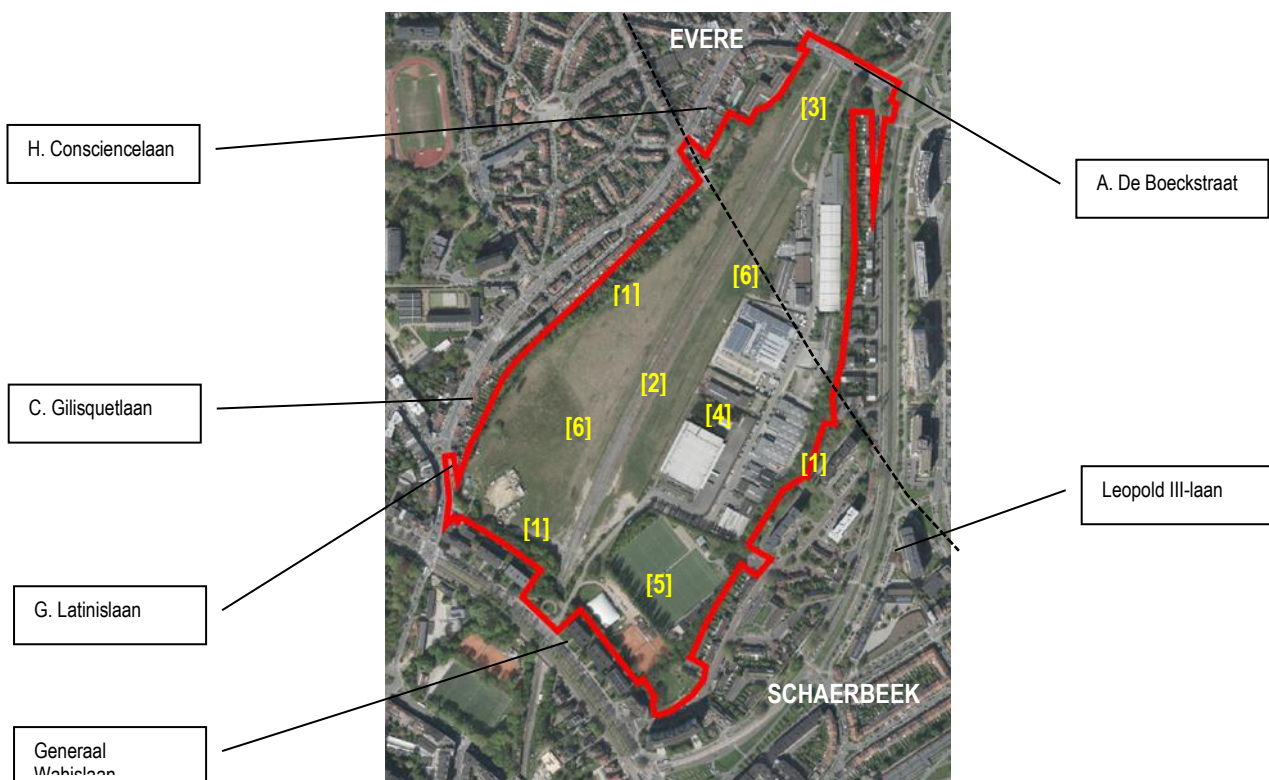 EVERE
[3]
H. Consciencelaan
A. De Boeckstraat
[6]
[1]
[2]
C. Gilisquetlaan
[4]
[6]
[1]
Leopold III-laan
[1]
[5]
G. Latinislaan
SCHAERBEEK
Generaal
Wahislaan